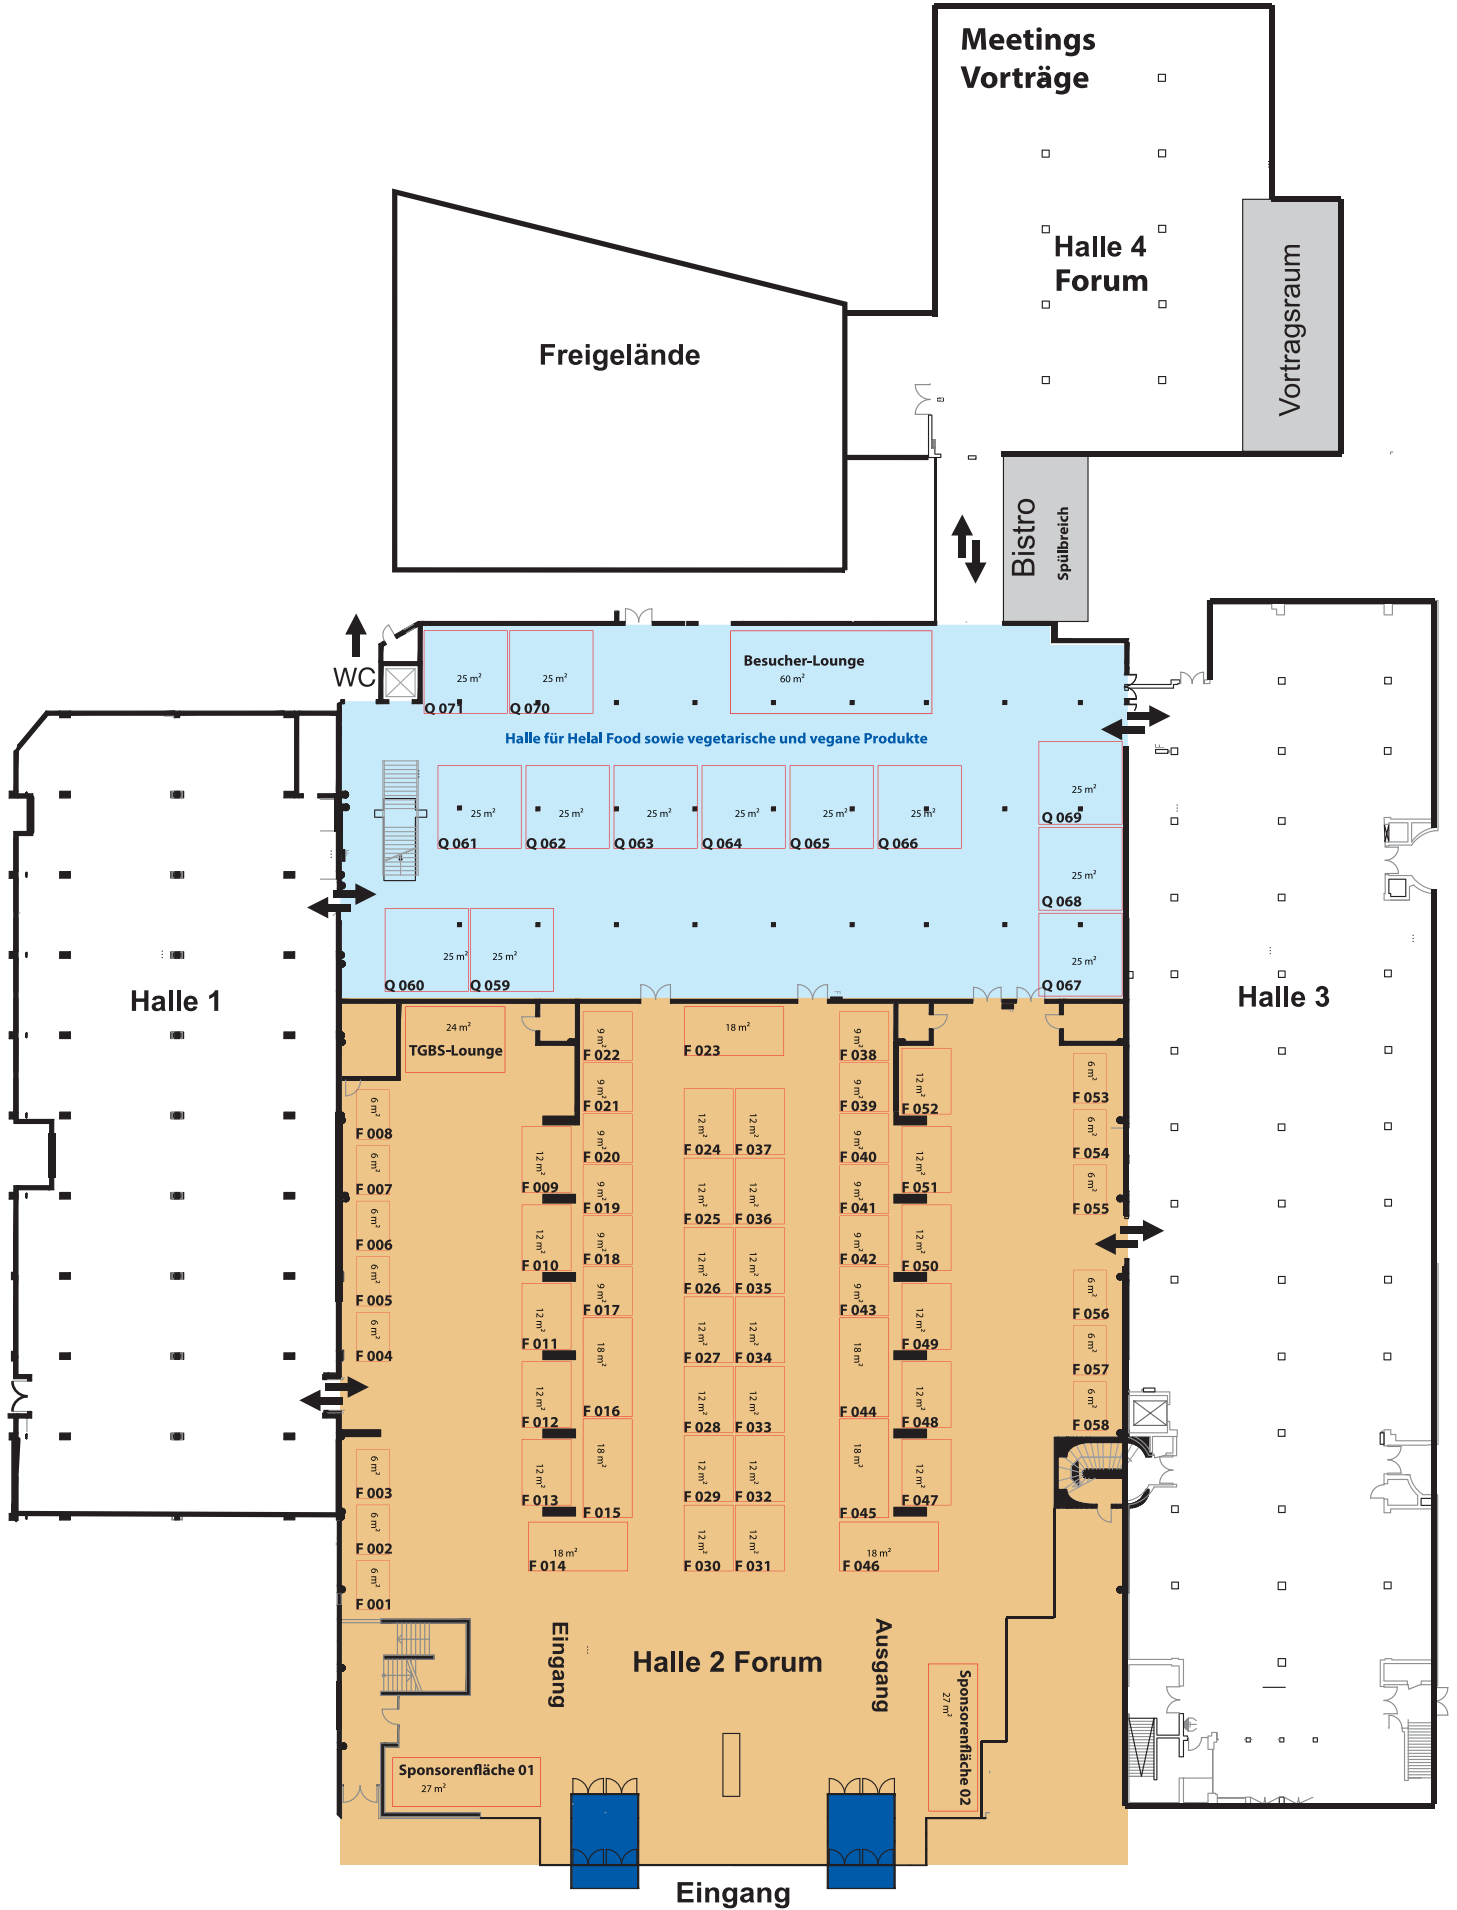 Meetings
Vorträge
Halle 4
Forum
Vortragsraum
Freigelände
Bistro
Spülbreich
WC
25 m²
Q 071
25 m²
Q 070
Besucher-Lounge
60 m²
Halle für Helal Food sowie vegetarische und vegane Produkte
25 m²
Q 061
25 m²
Q 062
25 m²
Q 063
25 m²
Q 064
25 m²
Q 065
25 m²
Q 066
25 m²
Q 069
25 m²
Q 068
25 m²
Q 067
25 m²
Q 060
25 m²
Q 059
Halle 1
Halle 3
24 m²
TGBS-Lounge
9 m²
F 022
18 m²
F 023
9 m²
F 038
9 m²
F 021
9 m²
F 039
12 m²
F 052
6 m²
F 053
6 m²
F 008
9 m²
F 020
12 m²
F 024
12 m²
F 037
9 m²
F 040
6 m²
F 054
6 m²
F 007
12 m²
F 009
9 m²
F 019
12 m²
F 025
12 m²
F 036
9 m²
F 041
12 m²
F 051
6 m²
F 055
6 m²
F 006
12 m²
F 010
9 m²
F 018
12 m²
F 026
12 m²
F 035
9 m²
F 042
12 m²
F 050
6 m²
F 005
9 m²
F 017
9 m²
F 043
6 m²
F 056
6 m²
F 004
12 m²
F 011
12 m²
F 027
12 m²
F 034
12 m²
F 049
6 m²
F 057
12 m²
F 012
18 m²
F 016
12 m²
F 028
12 m²
F 033
18 m²
F 044
12 m²
F 048
6 m²
F 058
6 m²
F 003
12 m²
F 013
18 m²
F 015
12 m²
F 029
12 m²
F 032
18 m²
F 045
12 m²
F 047
6 m²
F 002
18 m²
F 014
12 m²
F 030
12 m²
F 031
18 m²
F 046
6 m²
F 001
Eingang
Halle 2 Forum
Ausgang
Sponsorenfläche 01
27 m²
Sponsorenfläche 02
27 m²
Eingang